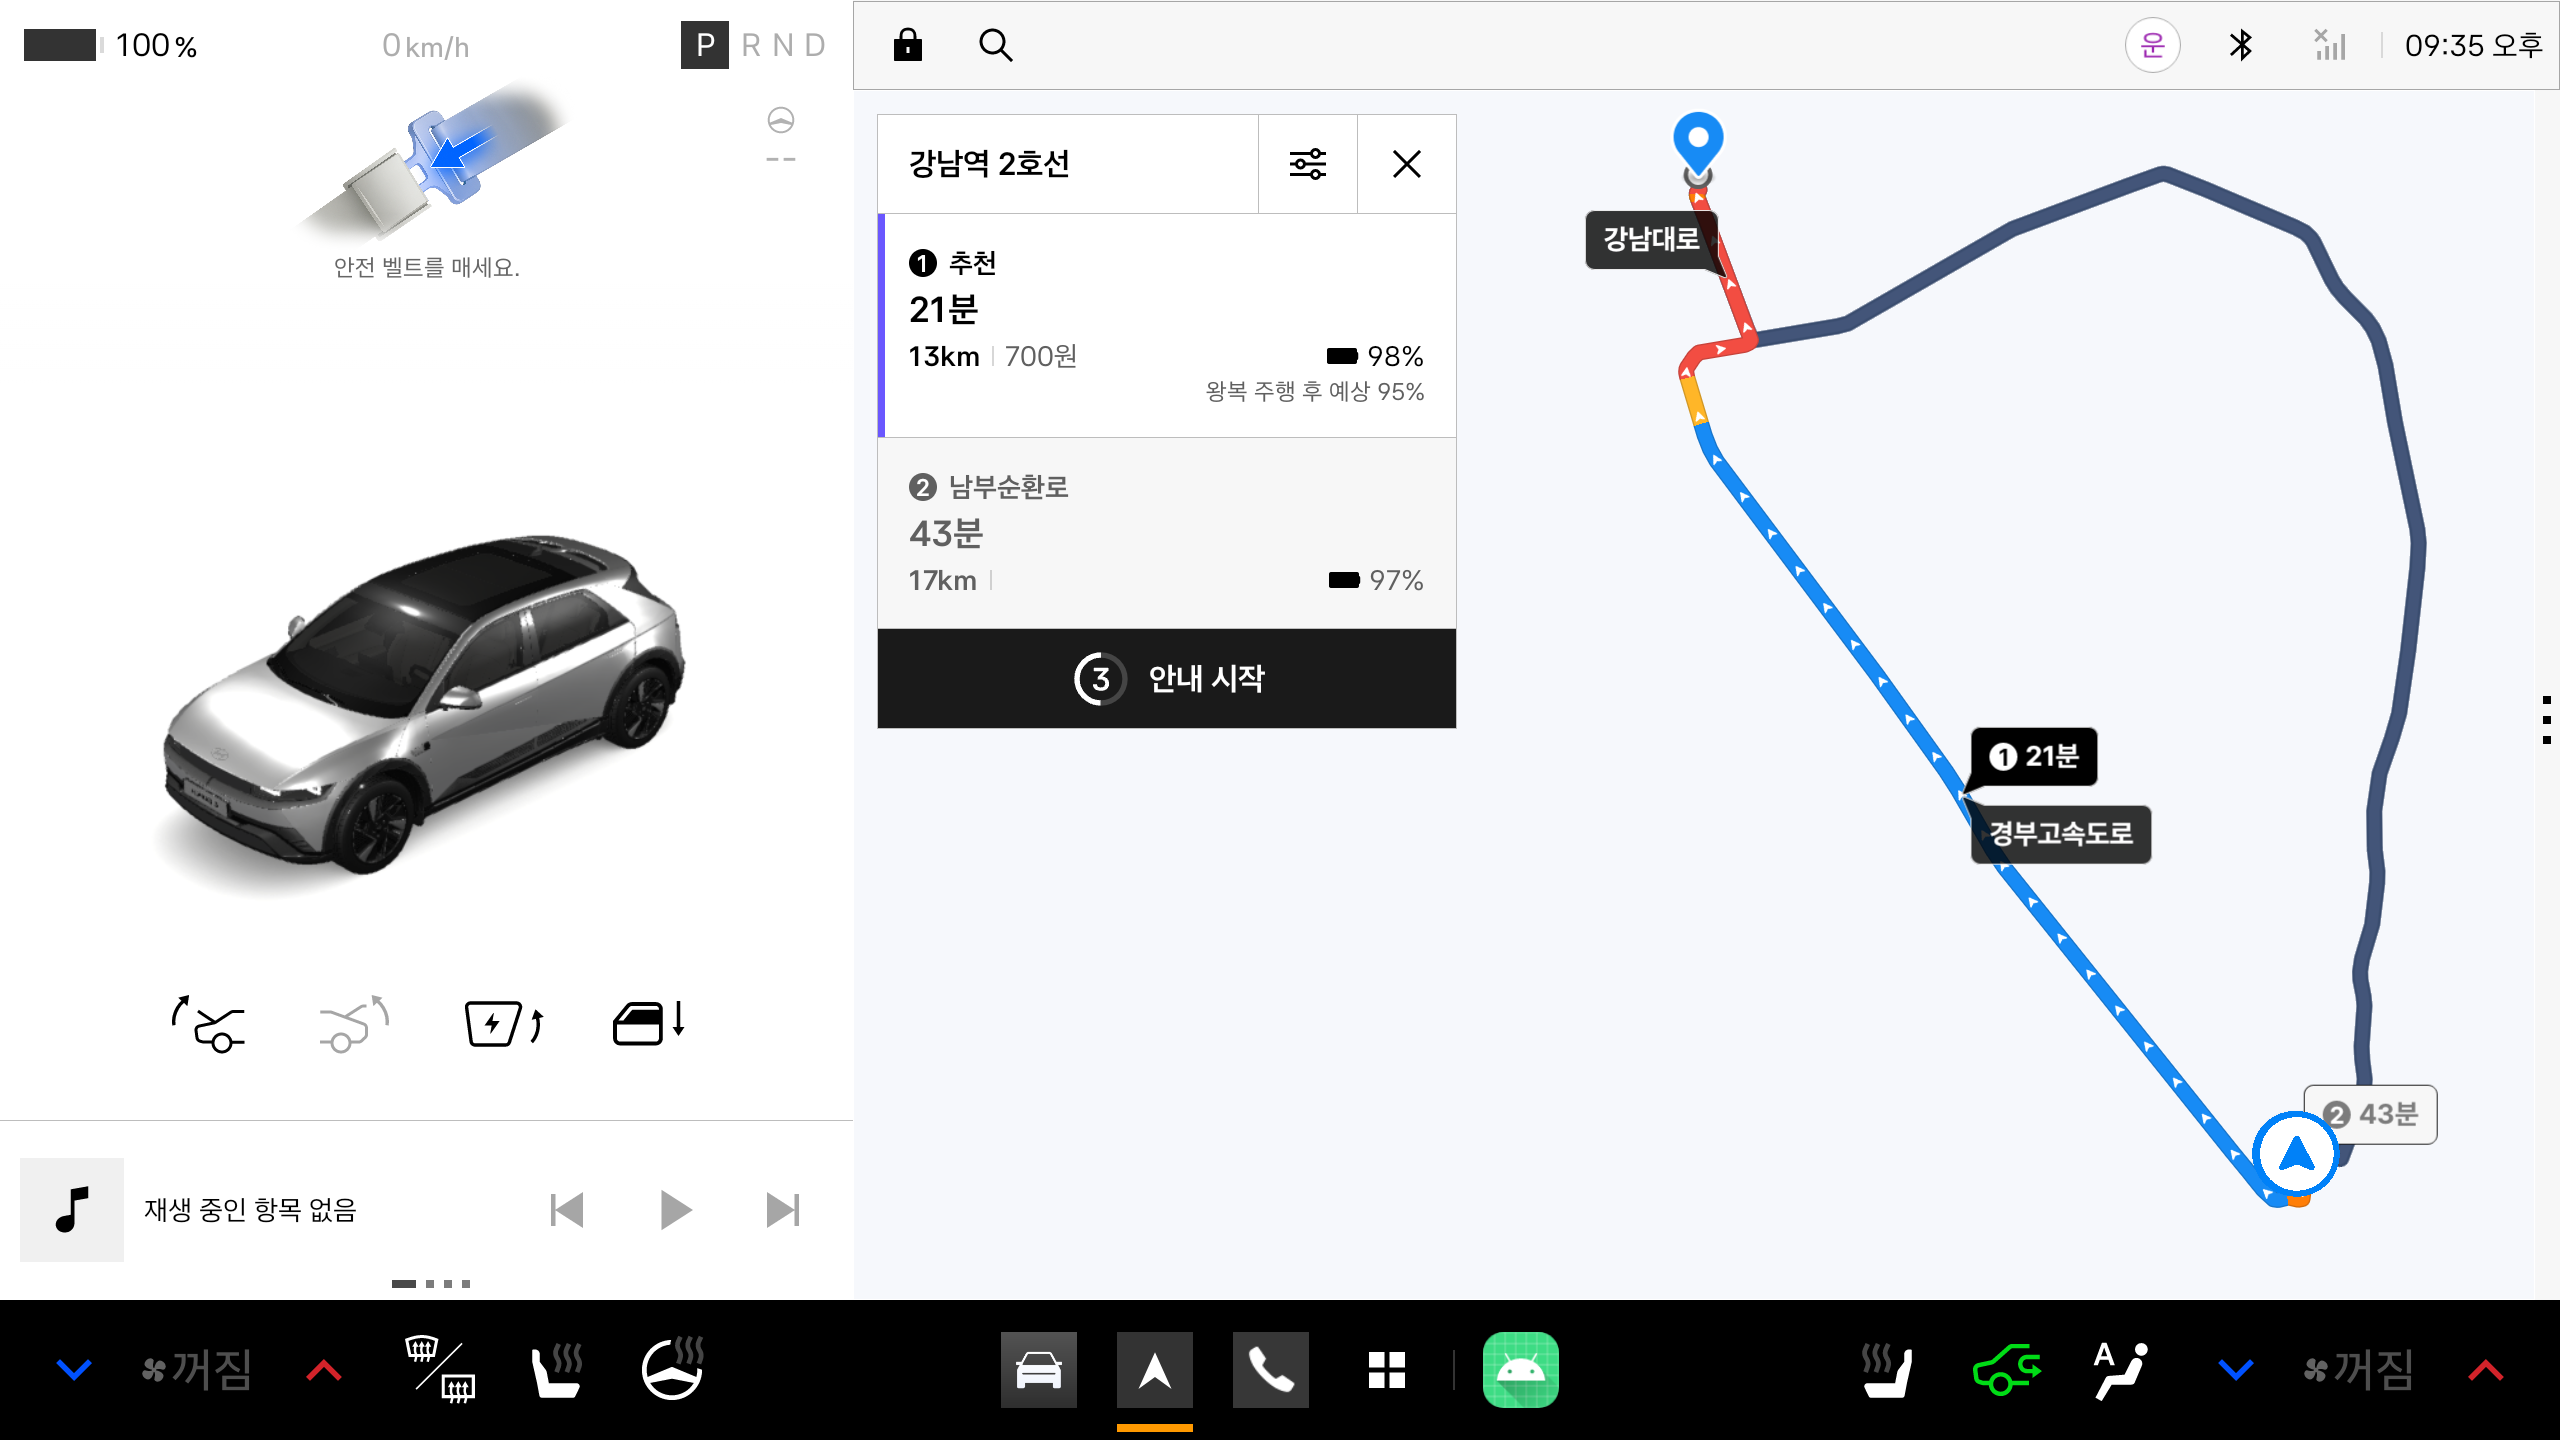 100 %
0 km/h
P R N D
운
09:35 오후
--
안전 벨트를 매세요.
강남역 2호선
1 추천
21분
13km 700원
98%
왕복 주행 후 예상 95%
2 남부순환로
43분
17km
97%
3 안내 시작
강남대로
1 21분
경부고속도로
2 43분
재생 중인 항목 없음
꺼짐
A
꺼짐